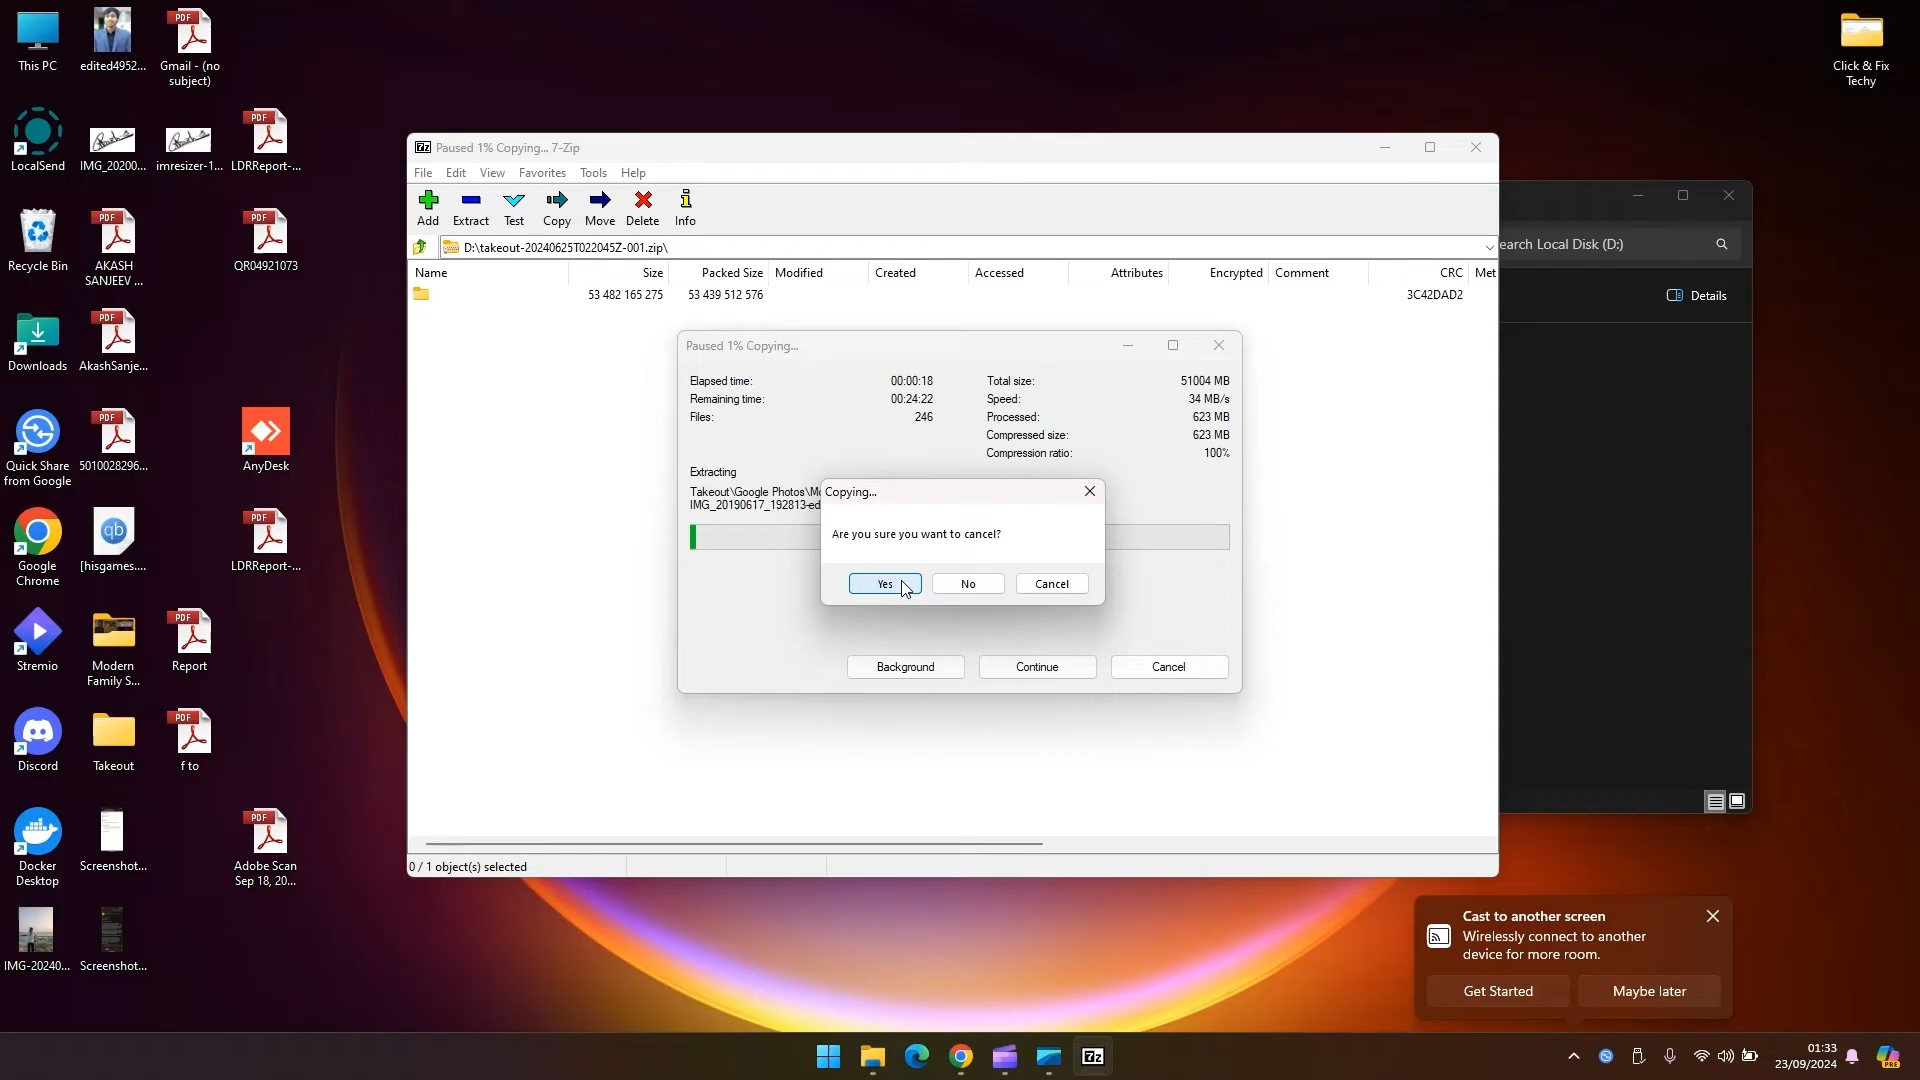 This PC
edited4952...
Gmail - (no
subject)
Click & Fix
Techy
LocalSend
IMG_20200...
imresizer-1...
LDRReport-...
Recycle Bin
AKASH
SANJEEV ...
QR04921073
Downloads
AkashSanje...
Quick Share
from Google
5010028296...
AnyDesk
Google
Chrome
[hisgames....
LDRReport-...
Stremio
Modern
Family S...
Report
Discord
Takeout
f to
Docker
Desktop
Screenshot...
Adobe Scan
Sep 18, 20...
IMG-20240...
Screenshot...
Paused 1% Copying... 7-Zip
File Edit View Favorites Tools Help
Add Extract Test Copy Move Delete Info
D:\takeout-20240625T022045Z-001.zip\
Name Size Packed Size Modified Created Accessed Attributes Encrypted Comment CRC Met
53 482 165 275 53 439 512 576 3C42DAD2
earch Local Disk (D:)
Details
Paused 1% Copying...
Elapsed time: 00:00:18 Total size: 51004 MB
Remaining time: 00:24:22 Speed: 34 MB/s
Files: 246 Processed: 623 MB
Compressed size: 623 MB
Compression ratio: 100%
Extracting
Takeout\Google Photos\Mo
IMG_20190617_192813-ed
Copying...
Are you sure you want to cancel?
Yes No Cancel
Background Continue Cancel
0 / 1 object(s) selected
Cast to another screen
Wirelessly connect to another
device for more room.
Get Started Maybe later
01:33
23/09/2024